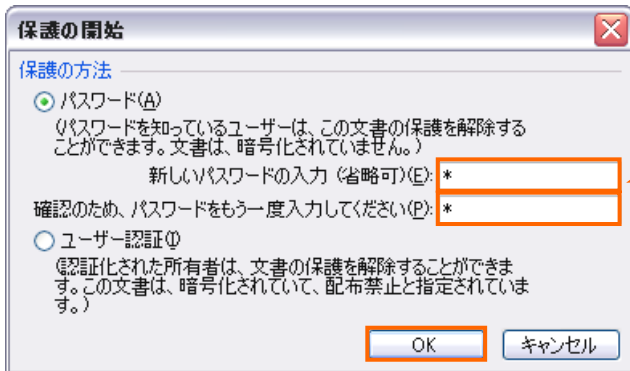 保護の開始
保護の方法
パスワード(A)
(パスワードを知っているユーザーは、この文書の保護を解除する
ことができます。文書は、暗号化されていません。)
新しいパスワードの入力 (省略可)(E): *
確認のため、パスワードをもう一度入力してください(P): *
ユーザー認証(I)
(認証化された所有者は、文書の保護を解除することができま
す。この文書は、暗号化されていて、配布禁止と指定されていま
す。)
OK キャンセル